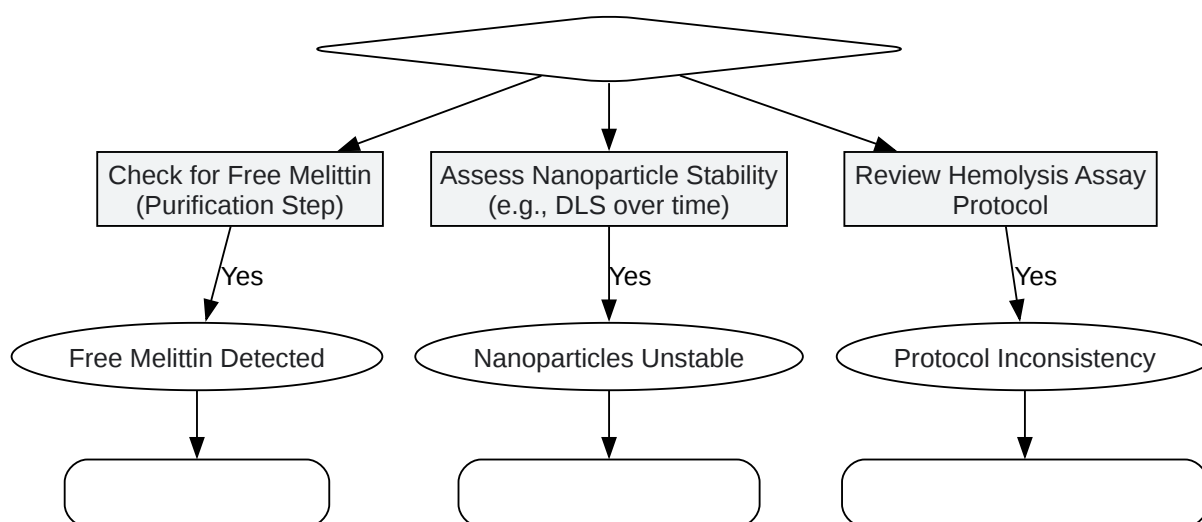 Check for Free Melittin
(Purification Step)
Assess Nanoparticle Stability
(e.g., DLS over time)
Review Hemolysis Assay
Protocol
Yes
Yes
Yes
Free Melittin Detected
Nanoparticles Unstable
Protocol Inconsistency